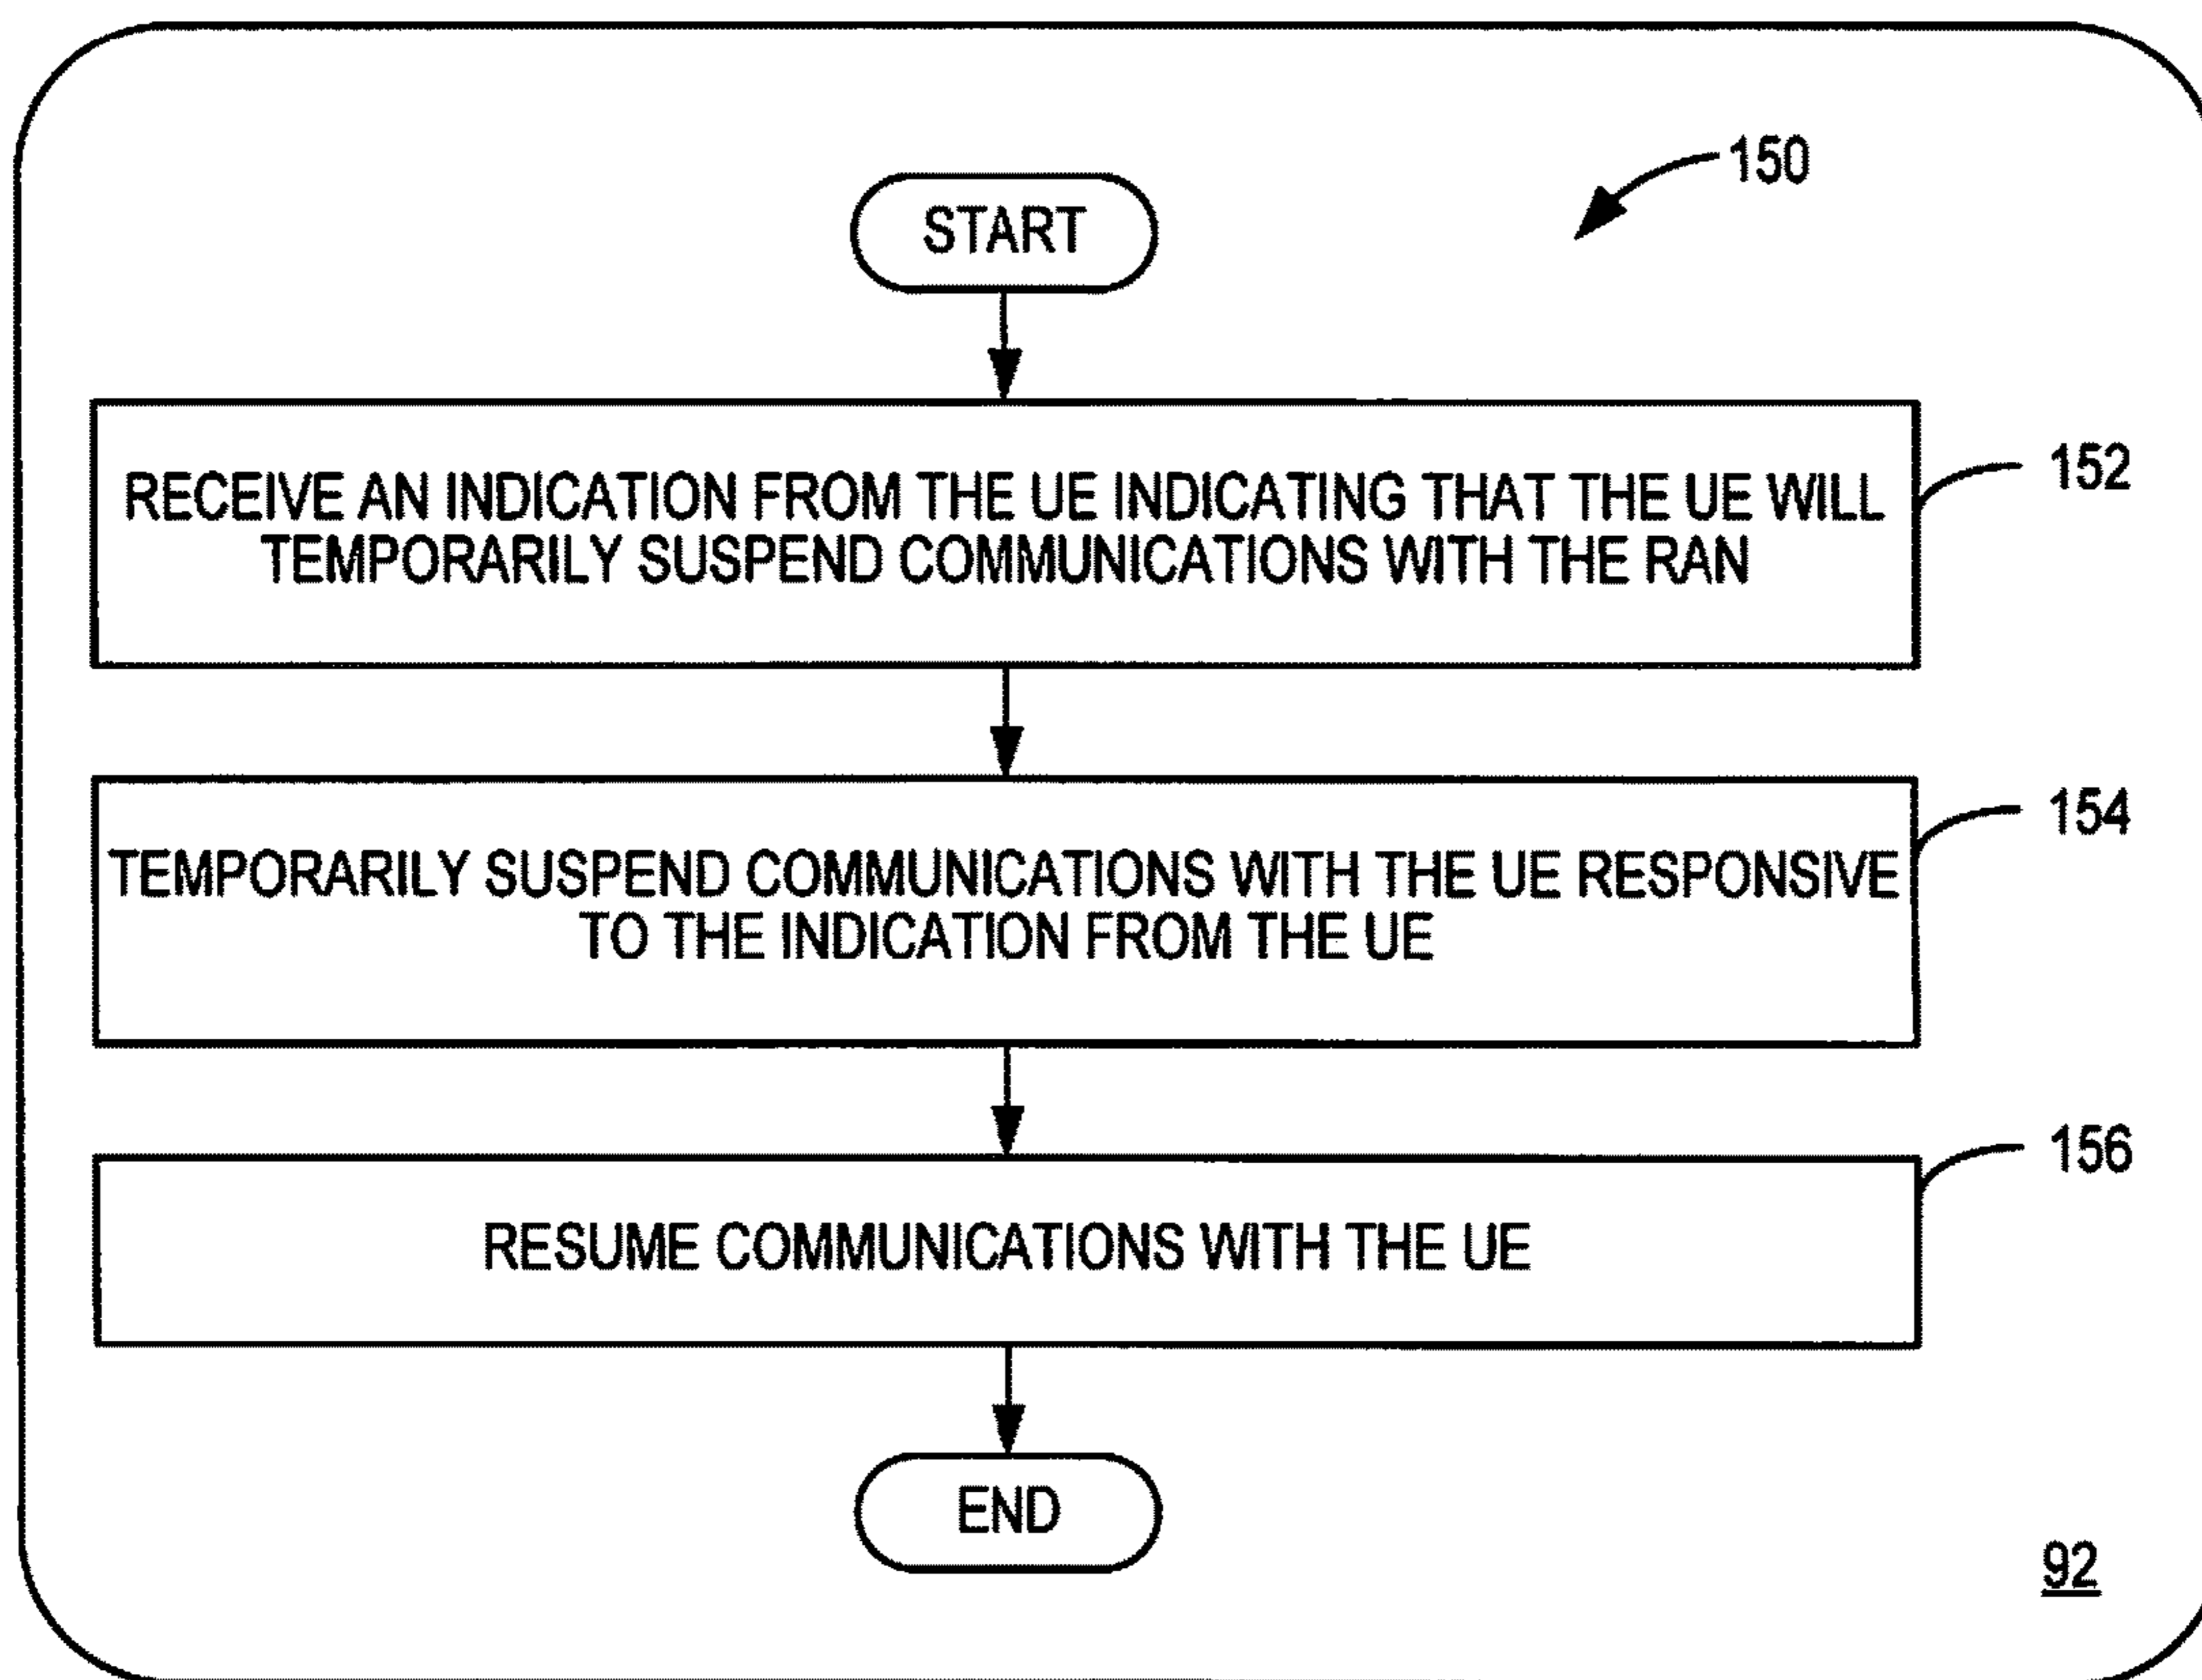 150
START
RECEIVE AN INDICATION FROM THE UE INDICATING THAT THE UE WILL
TEMPORARILY SUSPEND COMMUNICATIONS WITH THE RAN
152
TEMPORARILY SUSPEND COMMUNICATIONS WITH THE UE RESPONSIVE
TO THE INDICATION FROM THE UE
154
RESUME COMMUNICATIONS WITH THE UE
156
END
92